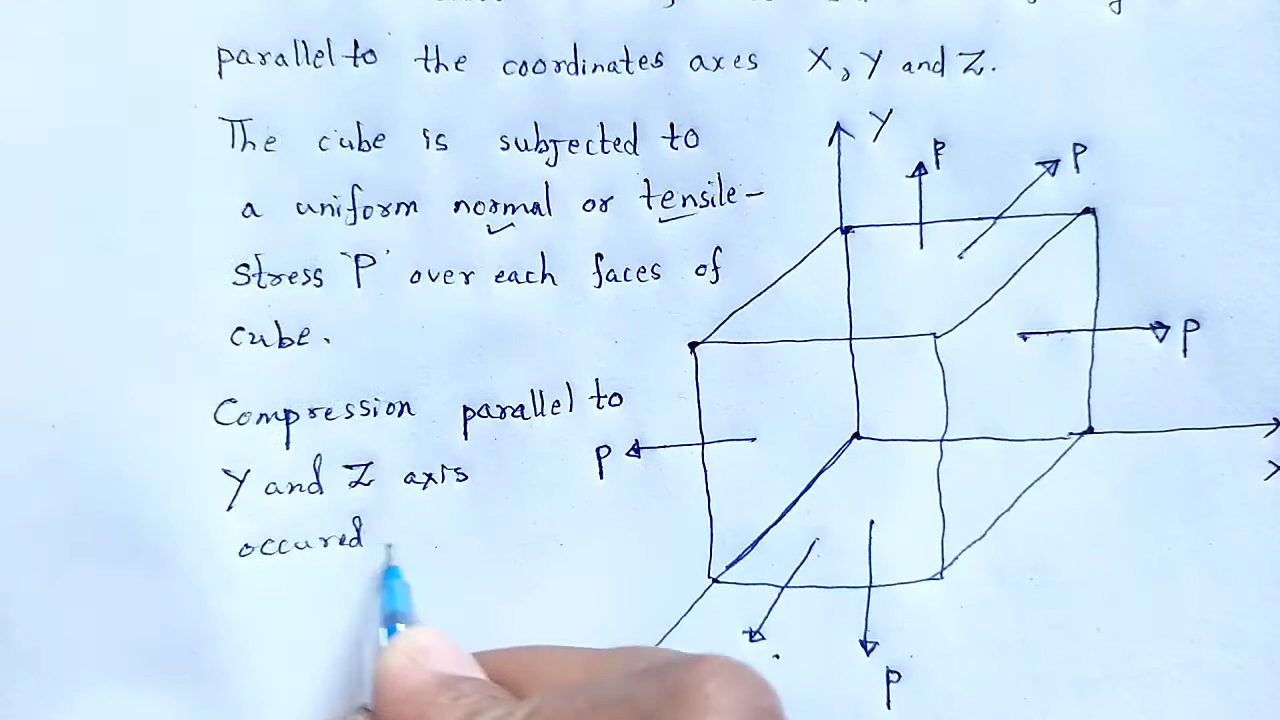 parallel to the coordinates axes X, Y and Z.
The cube is subjected to
a uniform normal or tensile-
stress 'P' over each faces of
cube.
Compression parallel to
Y and Z axis
occured
Y
P
P
P
P
P
X